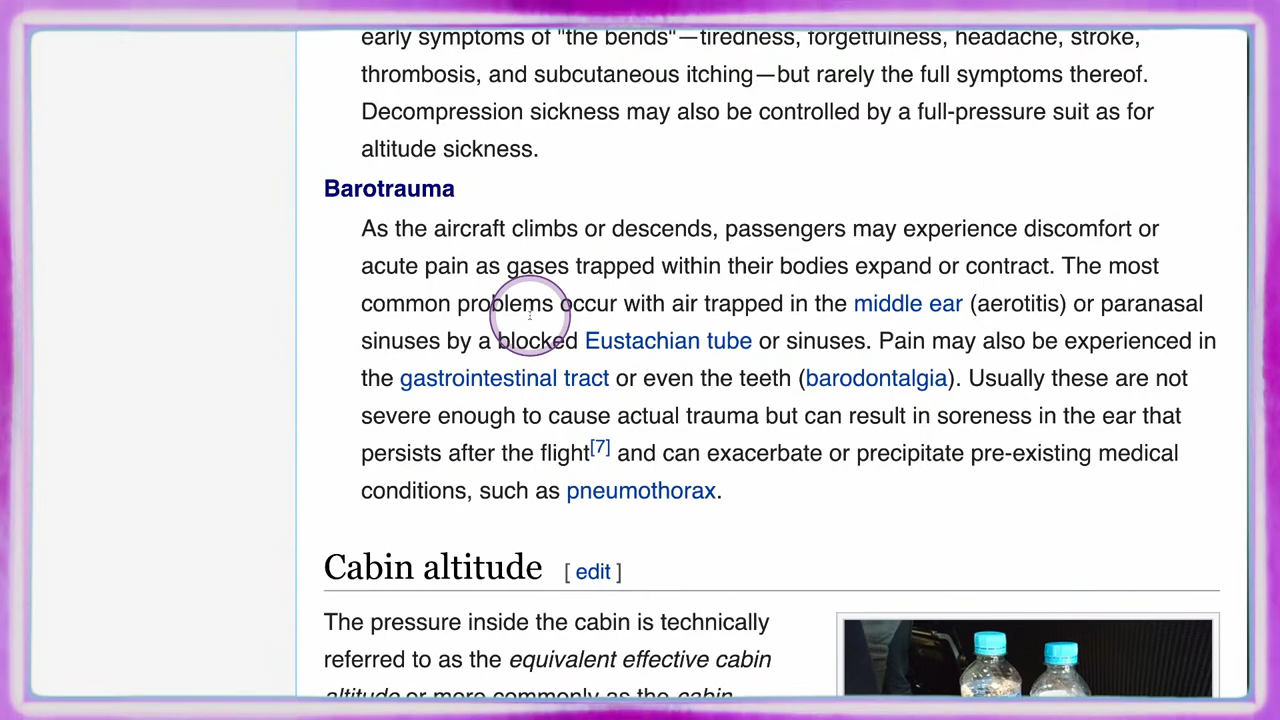 early symptoms of "the bends"—tiredness, forgetfulness, headache, stroke,
thrombosis, and subcutaneous itching—but rarely the full symptoms thereof.
Decompression sickness may also be controlled by a full-pressure suit as for
altitude sickness.
Barotrauma
As the aircraft climbs or descends, passengers may experience discomfort or
acute pain as gases trapped within their bodies expand or contract. The most
common problems occur with air trapped in the middle ear (aerotitis) or paranasal
sinuses by a blocked Eustachian tube or sinuses. Pain may also be experienced in
the gastrointestinal tract or even the teeth (barodontalgia). Usually these are not
severe enough to cause actual trauma but can result in soreness in the ear that
persists after the flight[7] and can exacerbate or precipitate pre-existing medical
conditions, such as pneumothorax.
Cabin altitude [ edit ]
The pressure inside the cabin is technically
referred to as the equivalent effective cabin
altitude or more commonly as the cabin